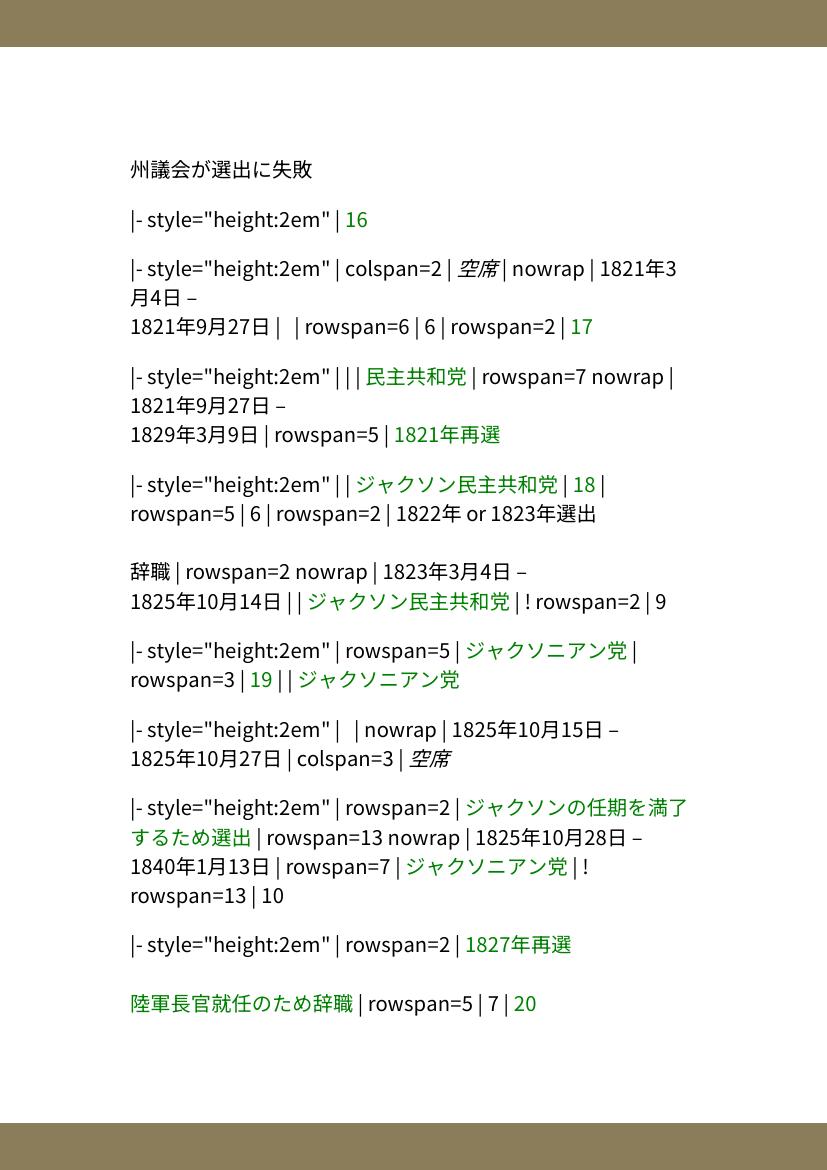 州議会が選出に失敗
|- style="height:2em" | 16
|- style="height:2em" | colspan=2 | 空席 | nowrap | 1821年3
月4日 –
1821年9月27日 |  | rowspan=6 | 6 | rowspan=2 | 17
|- style="height:2em" | | | 民主共和党 | rowspan=7 nowrap |
1821年9月27日 –
1829年3月9日 | rowspan=5 | 1821年再選
|- style="height:2em" | | ジャクソン民主共和党 | 18 |
rowspan=5 | 6 | rowspan=2 | 1822年 or 1823年選出
辞職 | rowspan=2 nowrap | 1823年3月4日 –
1825年10月14日 | | ジャクソン民主共和党 | ! rowspan=2 | 9
|- style="height:2em" | rowspan=5 | ジャクソニアン党 |
rowspan=3 | 19 | | ジャクソニアン党
|- style="height:2em" |  | nowrap | 1825年10月15日 –
1825年10月27日 | colspan=3 | 空席
|- style="height:2em" | rowspan=2 | ジャクソンの任期を満了
するため選出 | rowspan=13 nowrap | 1825年10月28日 –
1840年1月13日 | rowspan=7 | ジャクソニアン党 | !
rowspan=13 | 10
|- style="height:2em" | rowspan=2 | 1827年再選
陸軍長官就任のため辞職 | rowspan=5 | 7 | 20